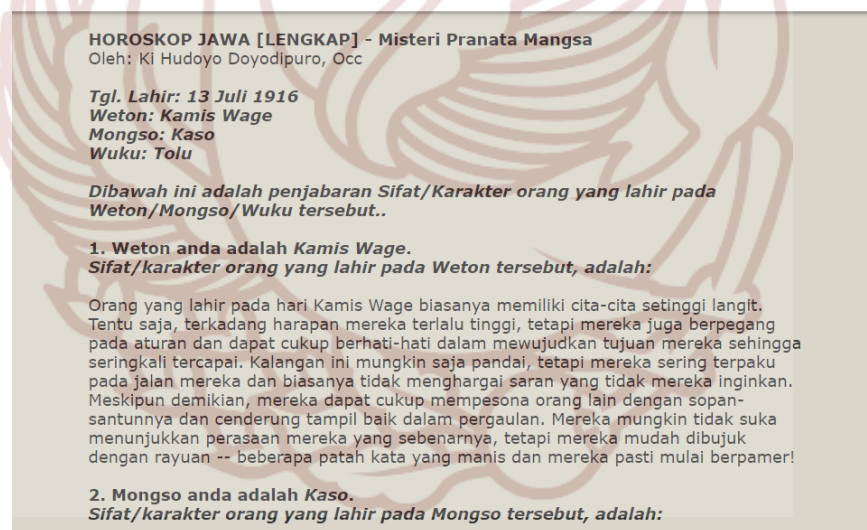 HOROSKOP JAWA [LENGKAP] - Misteri Pranata Mangsa
Oleh: Ki Hudoyo Doyodipuro, Occ
Tgl. Lahir: 13 Juli 1916
Weton: Kamis Wage
Mongso: Kaso
Wuku: Tolu
Dibawah ini adalah penjabaran Sifat/Karakter orang yang lahir pada
Weton/Mongso/Wuku tersebut..
1. Weton anda adalah Kamis Wage.
Sifat/karakter orang yang lahir pada Weton tersebut, adalah:
Orang yang lahir pada hari Kamis Wage biasanya memiliki cita-cita setinggi langit.
Tentu saja, terkadang harapan mereka terlalu tinggi, tetapi mereka juga berpegang
pada aturan dan dapat cukup berhati-hati dalam mewujudkan tujuan mereka sehingga
seringkali tercapai. Kalangan ini mungkin saja pandai, tetapi mereka sering terpaku
pada jalan mereka dan biasanya tidak menghargai saran yang tidak mereka inginkan.
Meskipun demikian, mereka dapat cukup mempesona orang lain dengan sopan-
santunnya dan cenderung tampil baik dalam pergaulan. Mereka mungkin tidak suka
menunjukkan perasaan mereka yang sebenarnya, tetapi mereka mudah dibujuk
dengan rayuan -- beberapa patah kata yang manis dan mereka pasti mulai berpamer!
2. Mongso anda adalah Kaso.
Sifat/karakter orang yang lahir pada Mongso tersebut, adalah: